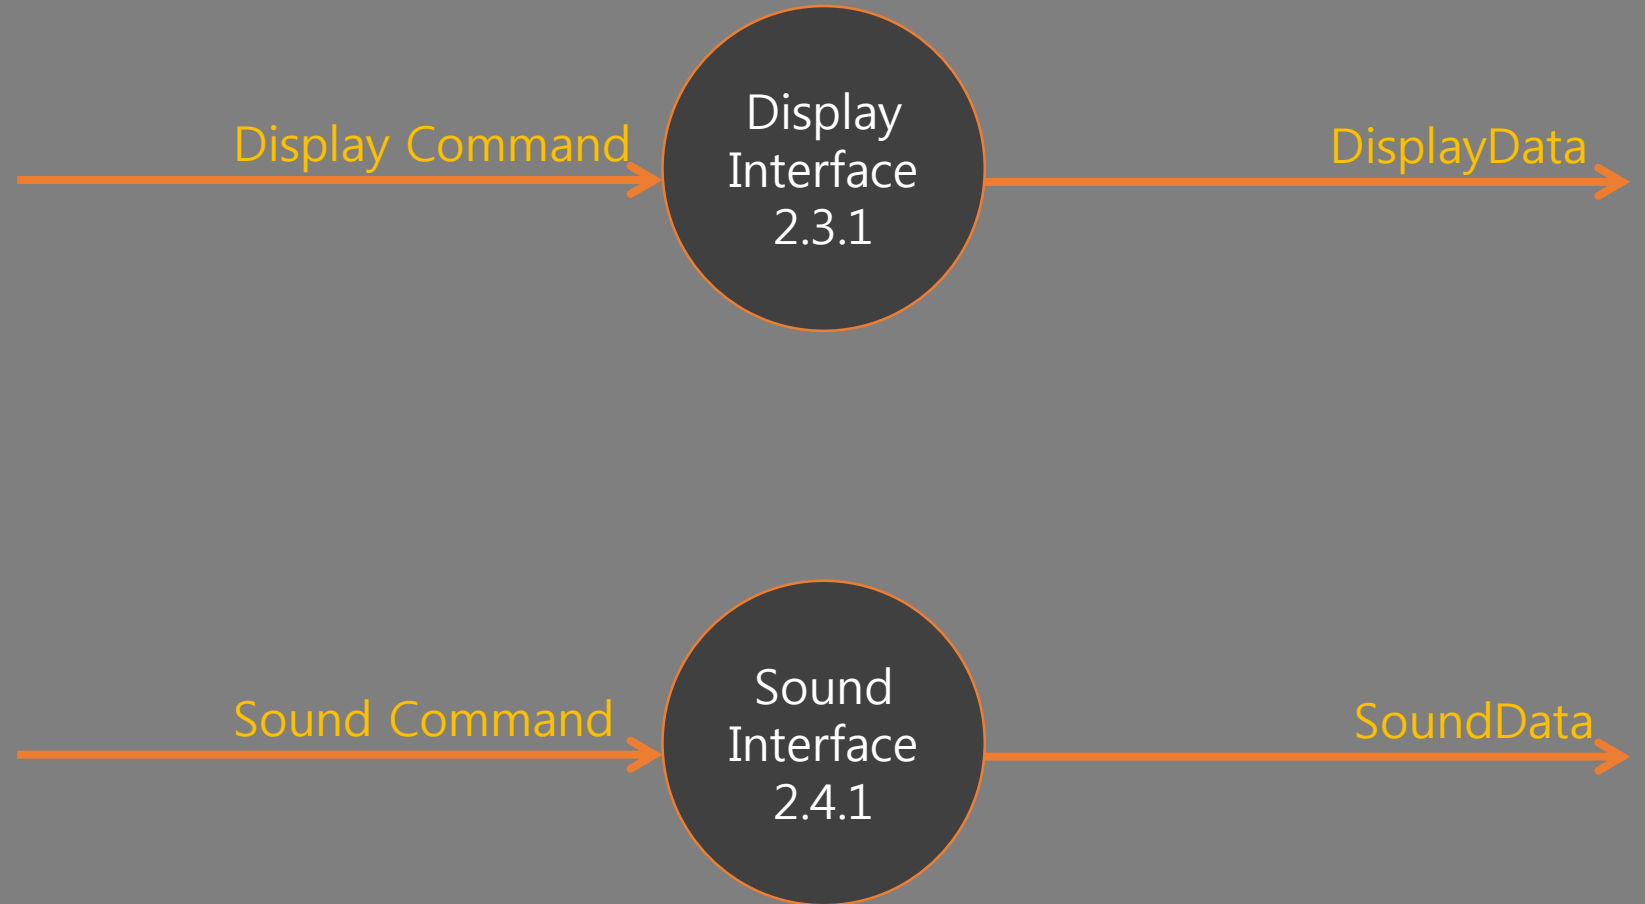 Display Command
Display
Interface
2.3.1
DisplayData
Sound Command
Sound
Interface
2.4.1
SoundData